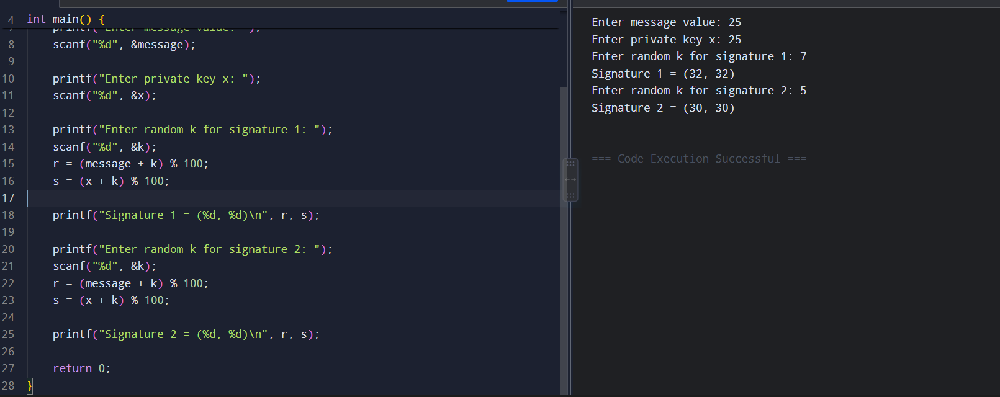 4 int main() {
7 printf("Enter message value: ");
8 scanf("%d", &message);
9
10 printf("Enter private key x: ");
11 scanf("%d", &x);
12
13 printf("Enter random k for signature 1: ");
14 scanf("%d", &k);
15 r = (message + k) % 100;
16 s = (x + k) % 100;
17
18 printf("Signature 1 = (%d, %d)\n", r, s);
19
20 printf("Enter random k for signature 2: ");
21 scanf("%d", &k);
22 r = (message + k) % 100;
23 s = (x + k) % 100;
24
25 printf("Signature 2 = (%d, %d)\n", r, s);
26
27 return 0;
28 }
Enter message value: 25
Enter private key x: 25
Enter random k for signature 1: 7
Signature 1 = (32, 32)
Enter random k for signature 2: 5
Signature 2 = (30, 30)
=== Code Execution Successful ===